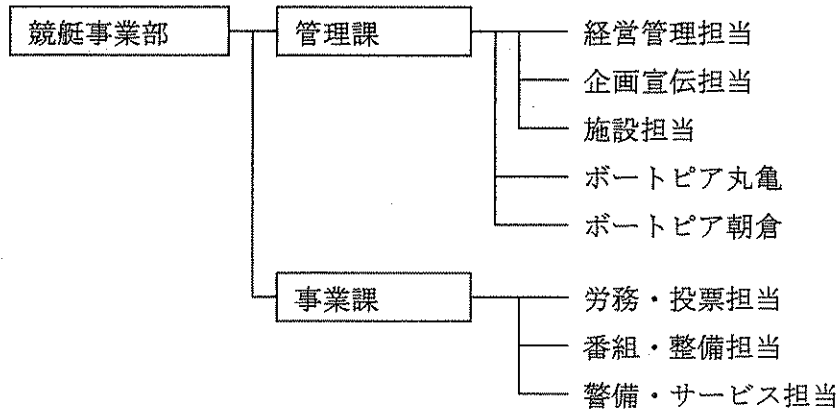 競艇事業部 管理課 経営管理担当
企画宣伝担当
施設担当
ボートピア丸亀
ボートピア朝倉
事業課 労務・投票担当
番組・整備担当
警備・サービス担当